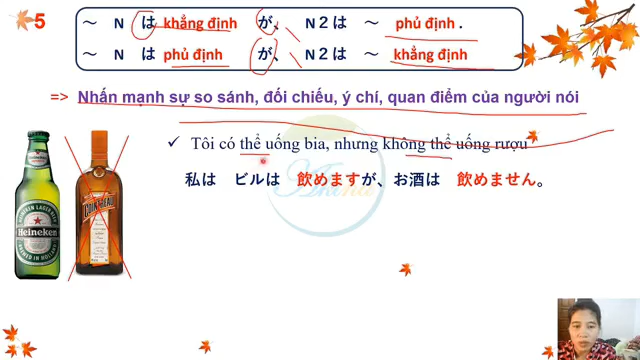 5
～ N は khẳng định が、 N２は ～ phủ định .
～ N は phủ định が、 N２は ～ khẳng định
=> Nhấn mạnh sự so sánh, đối chiếu, ý chí, quan điểm của người nói
✓ Tôi có thể uống bia, nhưng không thể uống rượu
私は ビルは 飲めますが、お酒は 飲めません。
Heineken